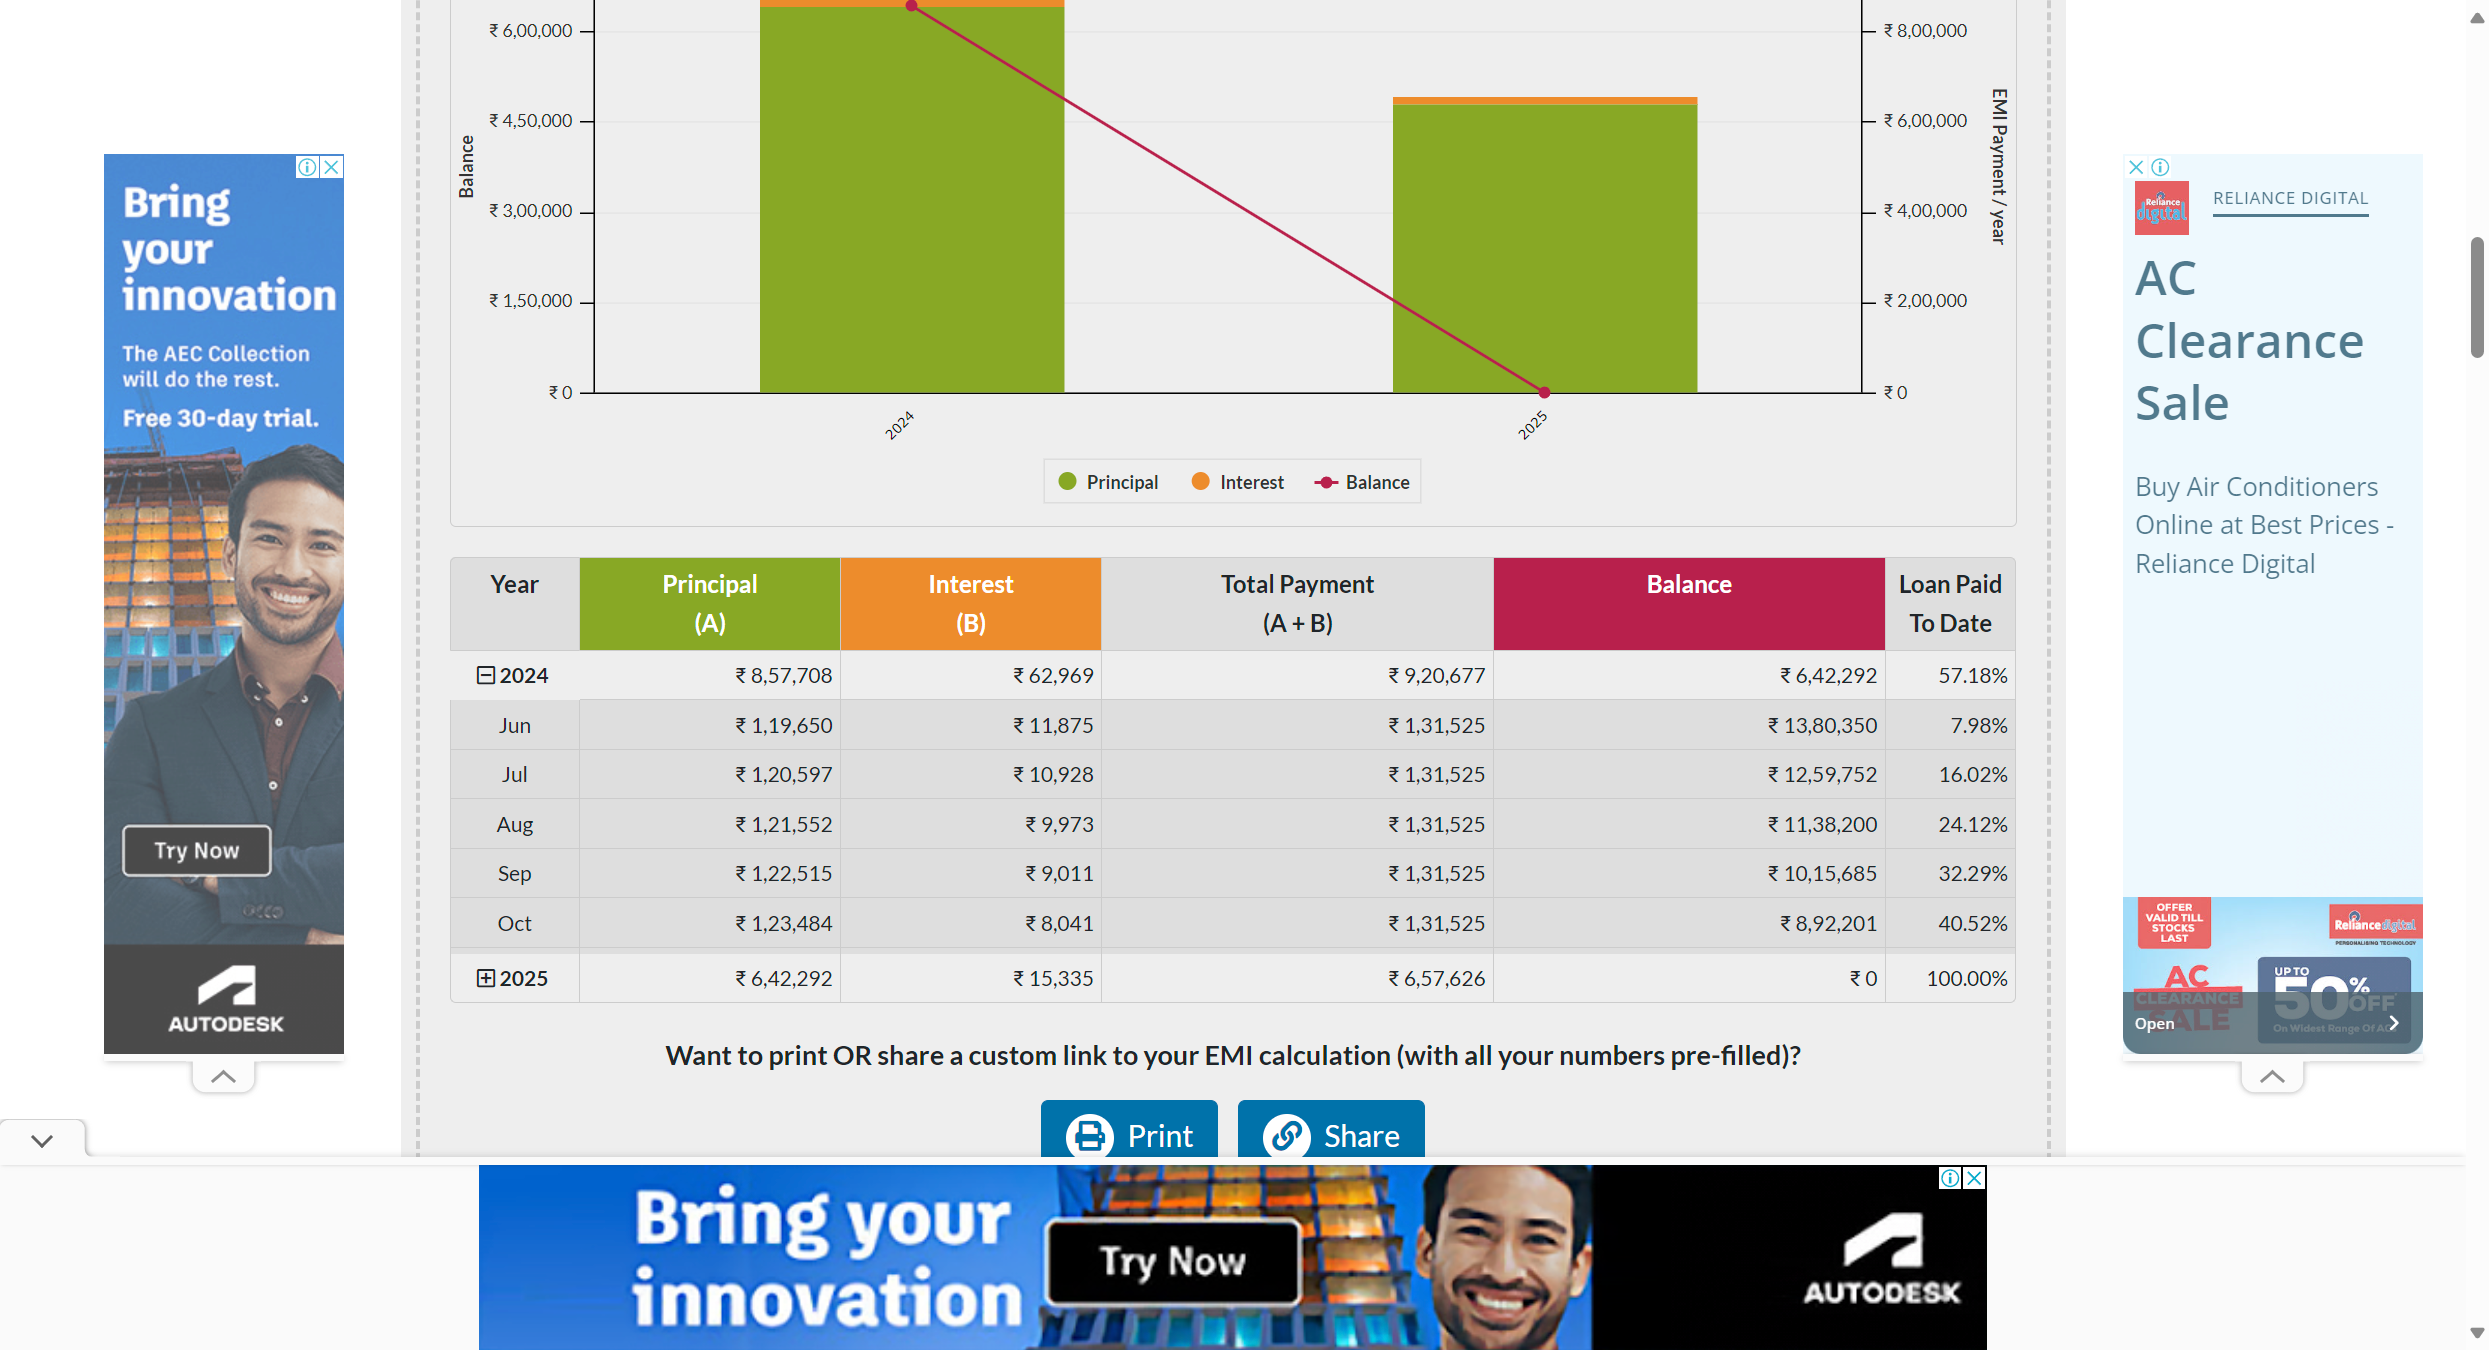 ₹ 6,00,000
₹ 4,50,000
₹ 3,00,000
₹ 1,50,000
₹ 0
Balance
₹ 8,00,000
₹ 6,00,000
₹ 4,00,000
₹ 2,00,000
₹ 0
EMI Payment / year
2024
2025
Principal Interest Balance
Year Principal (A) Interest (B) Total Payment (A + B) Balance Loan Paid To Date
2024 ₹ 8,57,708 ₹ 62,969 ₹ 9,20,677 ₹ 6,42,292 57.18%
Jun ₹ 1,19,650 ₹ 11,875 ₹ 1,31,525 ₹ 13,80,350 7.98%
Jul ₹ 1,20,597 ₹ 10,928 ₹ 1,31,525 ₹ 12,59,752 16.02%
Aug ₹ 1,21,552 ₹ 9,973 ₹ 1,31,525 ₹ 11,38,200 24.12%
Sep ₹ 1,22,515 ₹ 9,011 ₹ 1,31,525 ₹ 10,15,685 32.29%
Oct ₹ 1,23,484 ₹ 8,041 ₹ 1,31,525 ₹ 8,92,201 40.52%
2025 ₹ 6,42,292 ₹ 15,335 ₹ 6,57,626 ₹ 0 100.00%
Want to print OR share a custom link to your EMI calculation (with all your numbers pre-filled)?
Print
Share
Bring
your
innovation
The AEC Collection
will do the rest.
Free 30-day trial.
Try Now
AUTODESK
Reliance
digital
RELIANCE DIGITAL
AC
Clearance
Sale
Buy Air Conditioners
Online at Best Prices -
Reliance Digital
OFFER
VALID TILL
STOCKS
LAST
Reliance digital
PERSONALISING TECHNOLOGY
AC
CLEARANCE
SALE
UP TO
50% OFF
On Widest Range Of
Open
Bring your
innovation
Try Now
AUTODESK